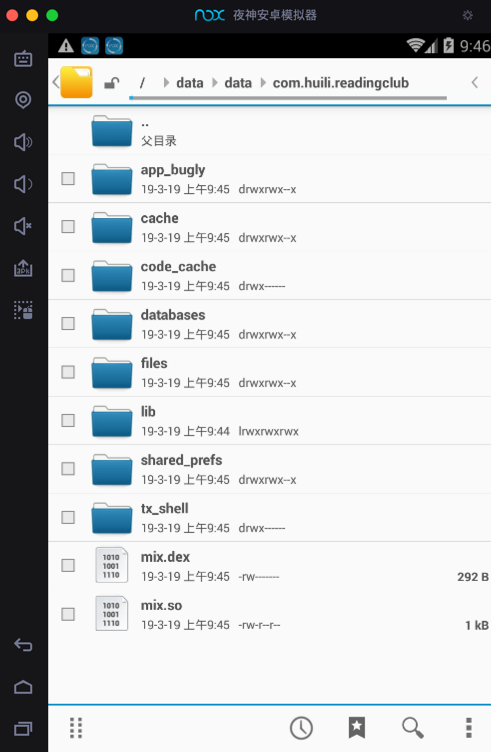 nox 夜神安卓模拟器
9:46
/ data data com.huili.readingclub
..
父目录
app_bugly
19-3-19 上午9:45 drwxrwx--x
cache
19-3-19 上午9:45 drwxrwx--x
code_cache
19-3-19 上午9:45 drwx------
databases
19-3-19 上午9:45 drwxrwx--x
files
19-3-19 上午9:45 drwxrwx--x
lib
19-3-19 上午9:44 lrwxrwxrwx
shared_prefs
19-3-19 上午9:45 drwxrwx--x
tx_shell
19-3-19 上午9:45 drwx------
1010
1001
1110
mix.dex
19-3-19 上午9:45 -rw-------
292 B
1010
1001
1110
mix.so
19-3-19 上午9:45 -rw-r--r--
1 kB